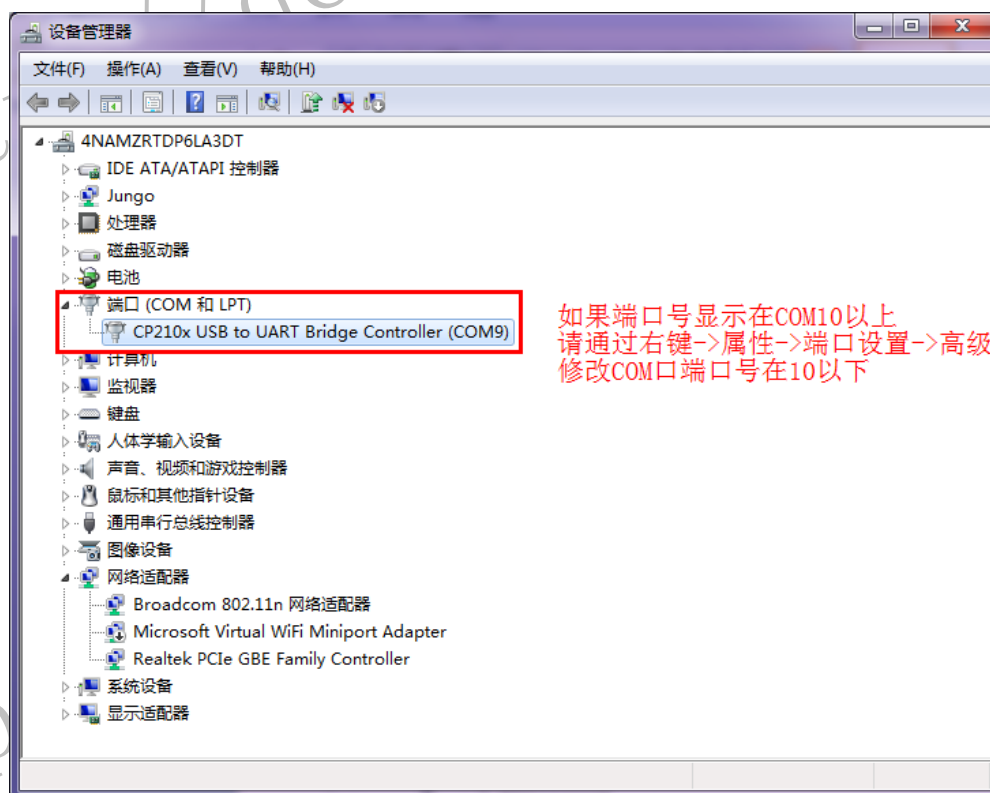 设备管理器
文件(F) 操作(A) 查看(V) 帮助(H)
4NAMZRTDP6LA3DT
IDE ATA/ATAPI 控制器
Jungo
处理器
磁盘驱动器
电池
端口 (COM 和 LPT)
CP210x USB to UART Bridge Controller (COM9)
如果端口号显示在COM10以上
请通过右键->属性->端口设置->高级
修改COM口端口号在10以下
计算机
监视器
键盘
人体学输入设备
声音、视频和游戏控制器
鼠标和其他指针设备
通用串行总线控制器
图像设备
网络适配器
Broadcom 802.11n 网络适配器
Microsoft Virtual WiFi Miniport Adapter
Realtek PCIe GBE Family Controller
系统设备
显示适配器